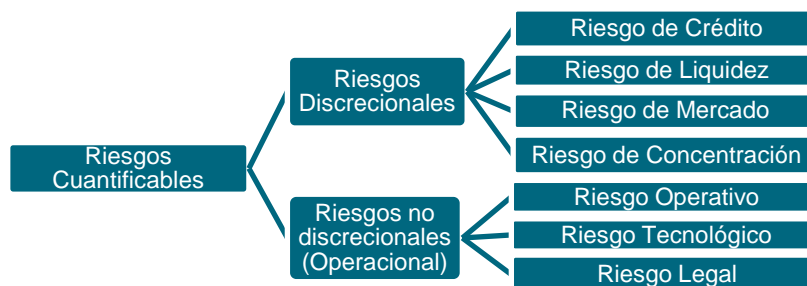 Riesgos
Cuantificables
Riesgos
Discrecionales
Riesgo de Crédito
Riesgo de Liquidez
Riesgo de Mercado
Riesgo de Concentración
Riesgos no
discrecionales
(Operacional)
Riesgo Operativo
Riesgo Tecnológico
Riesgo Legal